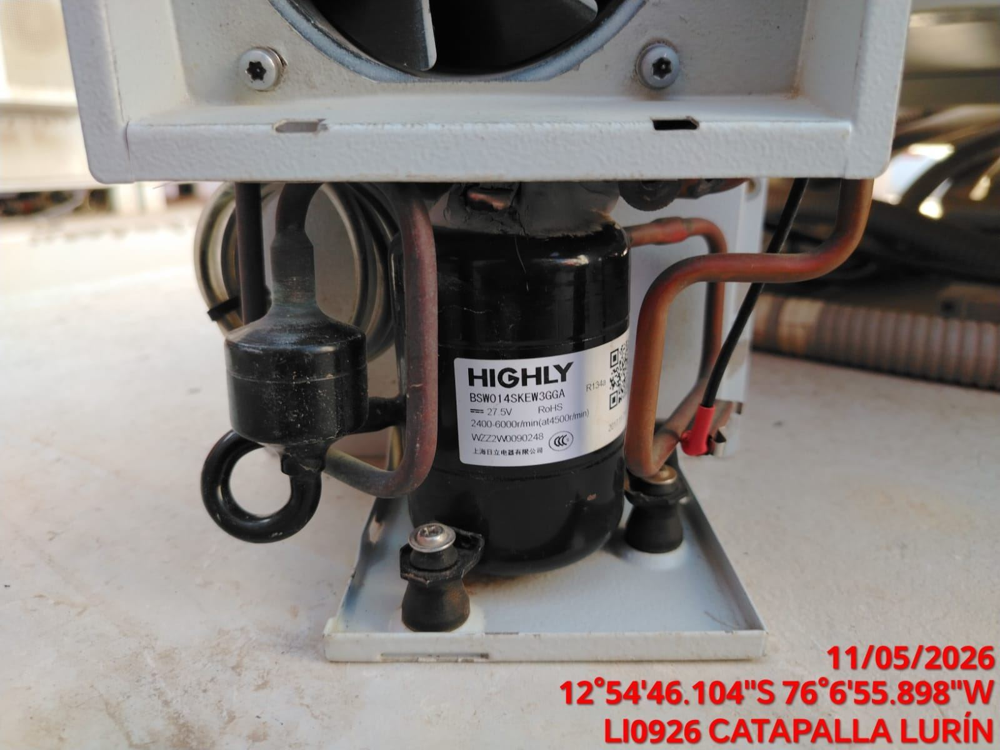 HIGHLY
BSW014SKEW3GGA
R134a
⎓ 27.5V RoHS
2400-6000r/min(at4500r/min)
WZZ2W0090248
上海日立电器有限公司
11/05/2026
12°54'46.104"S 76°6'55.898"W
LI0926 CATAPALLA LURÍN